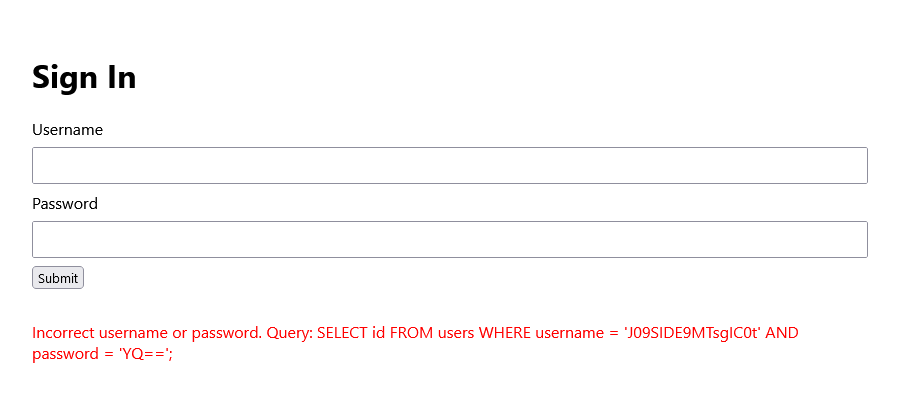 Sign In
Username
Password
Submit
Incorrect username or password. Query: SELECT id FROM users WHERE username = 'J09SIDE9MTsgIC0t' AND
password = 'YQ==';